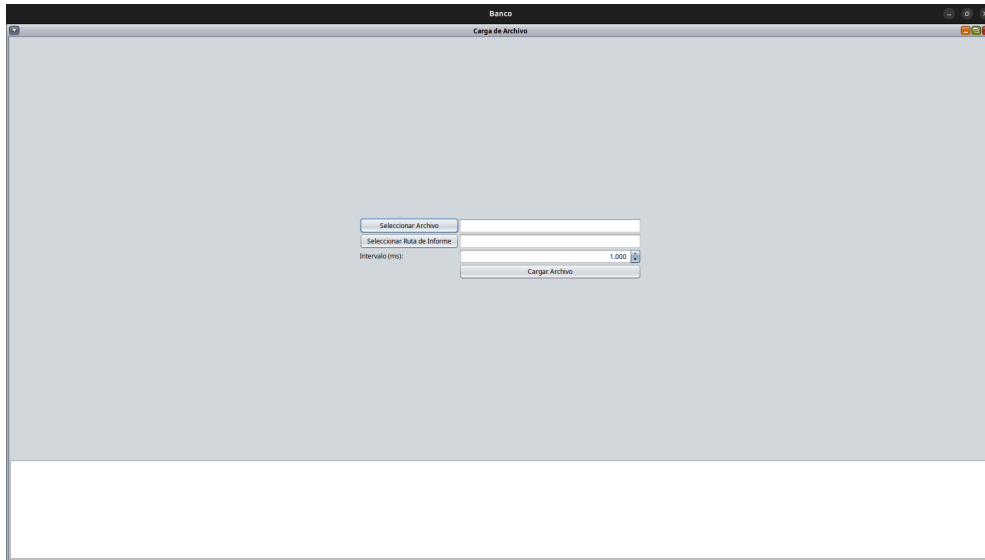 Banco
Carga de Archivo
Seleccionar Archivo
Seleccionar Ruta de Informe
Intervalo (ms): 1.000
Cargar Archivo